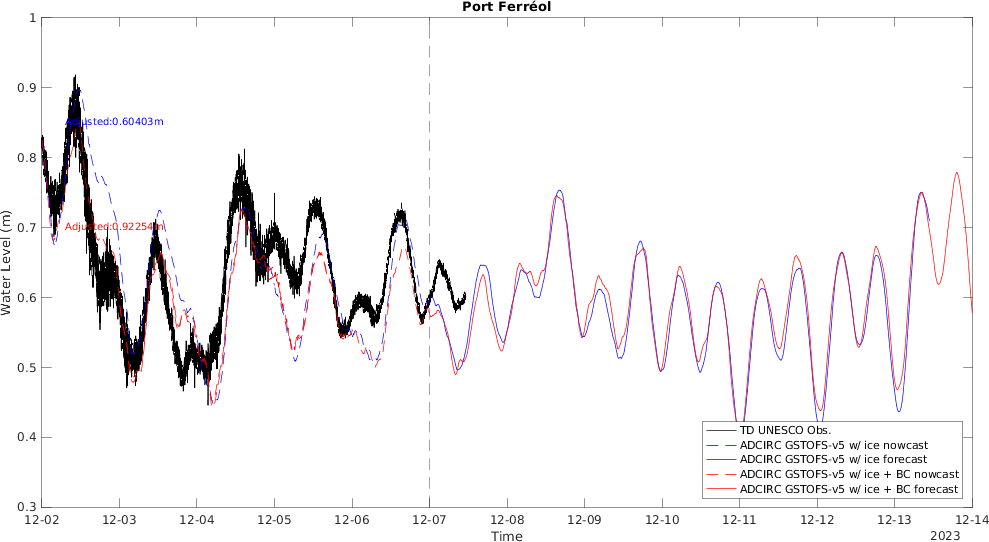 Port Ferréol
Water Level (m)
1
0.9
0.8
0.7
0.6
0.5
0.4
0.3
Adjusted:0.60403m
Adjusted:0.92254m
TD UNESCO Obs.
ADCIRC GSTOFS-v5 w/ ice nowcast
ADCIRC GSTOFS-v5 w/ ice forecast
ADCIRC GSTOFS-v5 w/ ice + BC nowcast
ADCIRC GSTOFS-v5 w/ ice + BC forecast
12-02 12-03 12-04 12-05 12-06 12-07 12-08 12-09 12-10 12-11 12-12 12-13 12-14
Time
2023